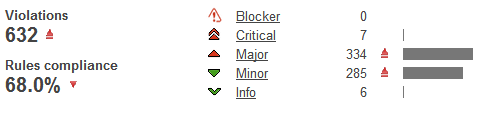 Violations
632
Rules compliance
68.0%
Blocker 0
Critical 7
Major 334
Minor 285
Info 6